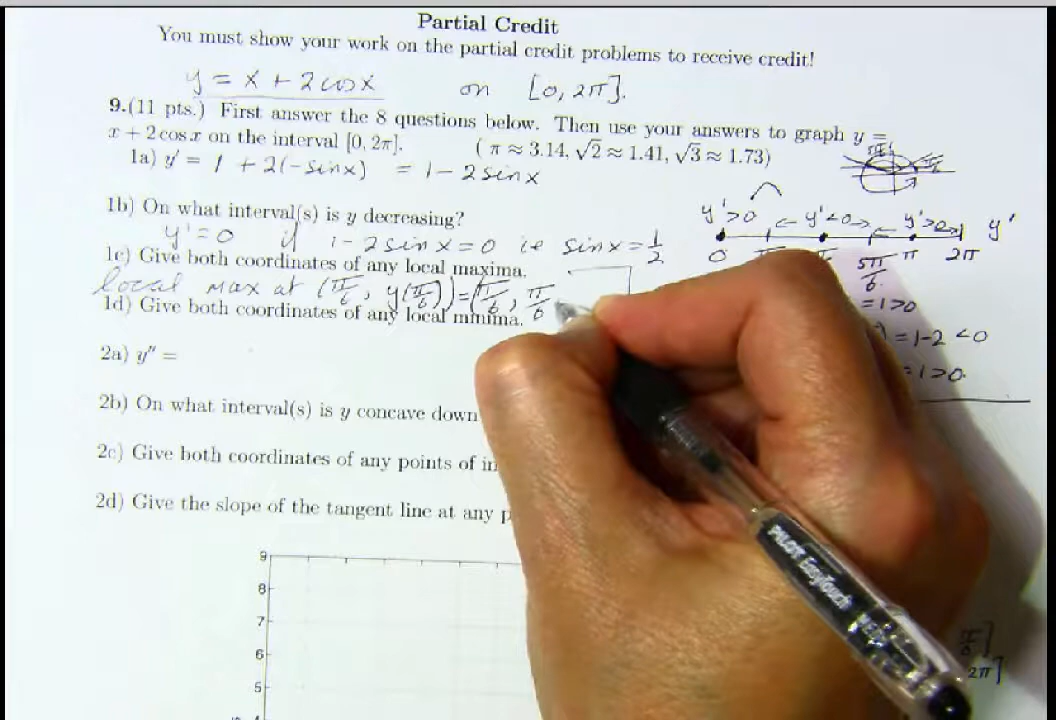 Partial Credit
You must show your work on the partial credit problems to receive credit!
y = x + 2 cos x on [0, 2π].
9.(11 pts.) First answer the 8 questions below. Then use your answers to graph y =
x + 2 cos x on the interval [0, 2π]. ( π ≈ 3.14, √2 ≈ 1.41, √3 ≈ 1.73)
1a) y' = 1 + 2(-sin x) = 1 - 2 sin x
1b) On what interval(s) is y decreasing?
y' = 0 if 1 - 2 sin x = 0 ie sin x = 1/2
1c) Give both coordinates of any local maxima.
local max at (π/6, y(π/6)) = (π/6, π/6
1d) Give both coordinates of any local minima.
2a) y'' =
2b) On what interval(s) is y concave down
2c) Give both coordinates of any points of in
2d) Give the slope of the tangent line at any p
y'>0 y'<0 y'>0 y'
0 5π/6 π 2π
=1>0
=1-2 <0
=1>0.
9
8
7
6
5
2π]
PILOT EasyTouch